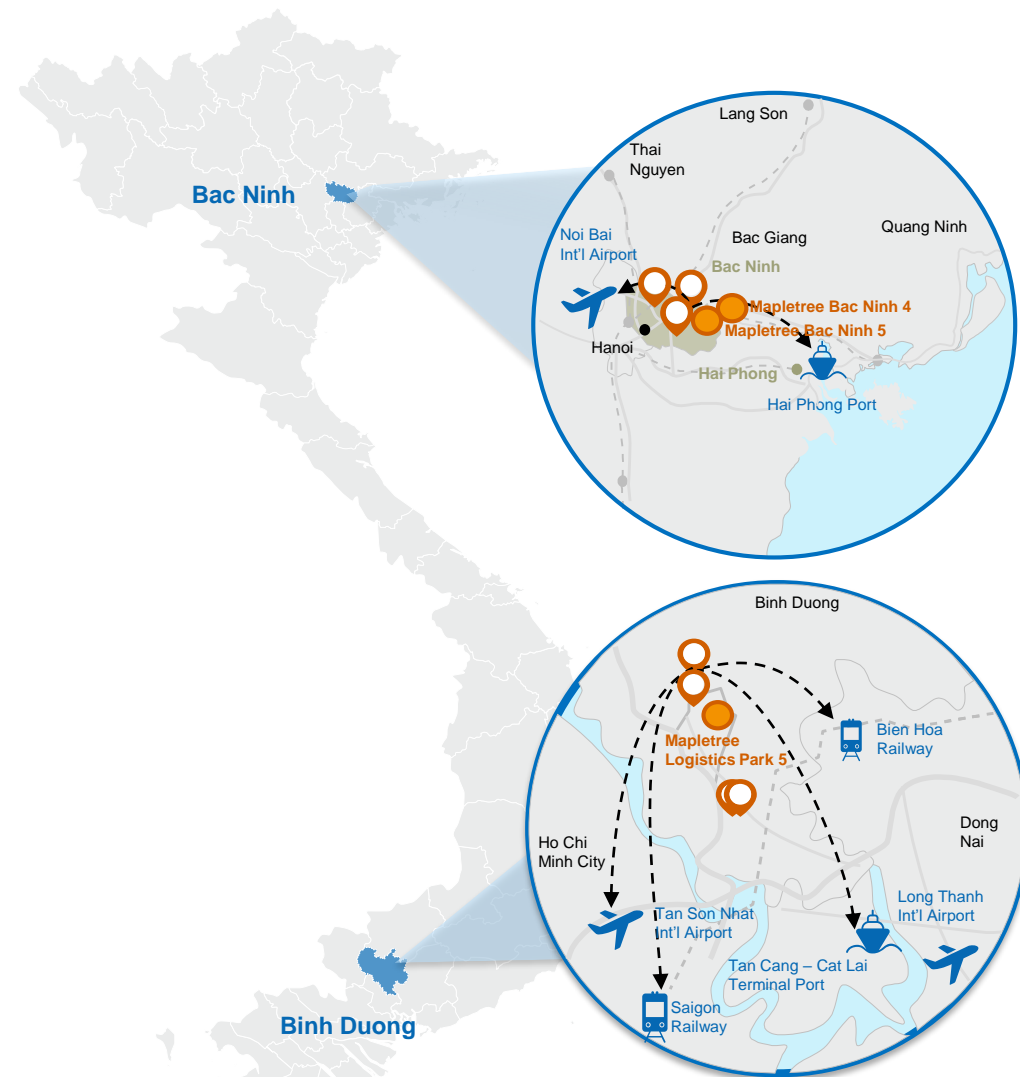 Lang Son
Thai
Nguyen
Bac Ninh
Quang Ninh
Noi Bai
Int'l Airport
Bac Giang
Bac Ninh
Mapletree Bac Ninh 4
Mapletree Bac Ninh 5
Hanoi
Hai Phong
Hai Phong Port
Binh Duong
Bien Hoa
Railway
Mapletree
Logistics Park 5
Ho Chi
Minh City
Dong
Nai
Long Thanh
Int'l Airport
Tan Son Nhat
Int'l Airport
Tan Cang – Cat Lai
Terminal Port
Saigon
Railway
Binh Duong